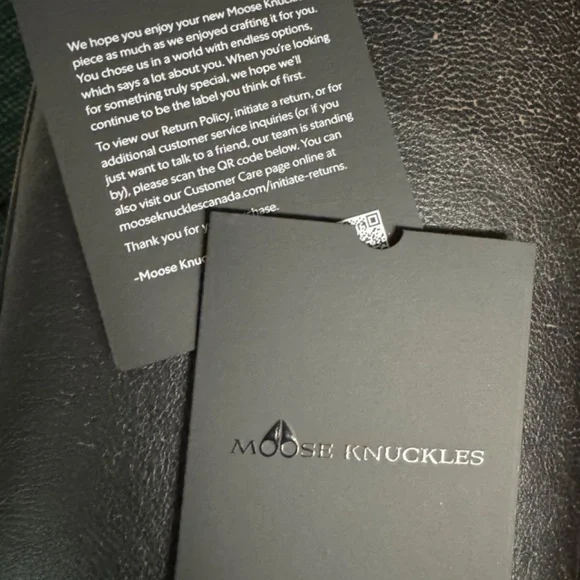 We hope you enjoy your new Moose
piece as much as we enjoyed crafting it for you.
You chose us in a world with endless options,
which says a lot about you. When you're looking
for something truly special, we hope we'll
continue to be the label you think of first.
To view our Return Policy, initiate a return, or for
additional customer service inquiries (or if you
just want to talk to a friend, our team is standing
by), please scan the QR code below. You can
also visit our Customer Care page online at
mooseknucklescanada.com/initiate-returns.
Thank you for
-Moose
MOOSE KNUCKLES